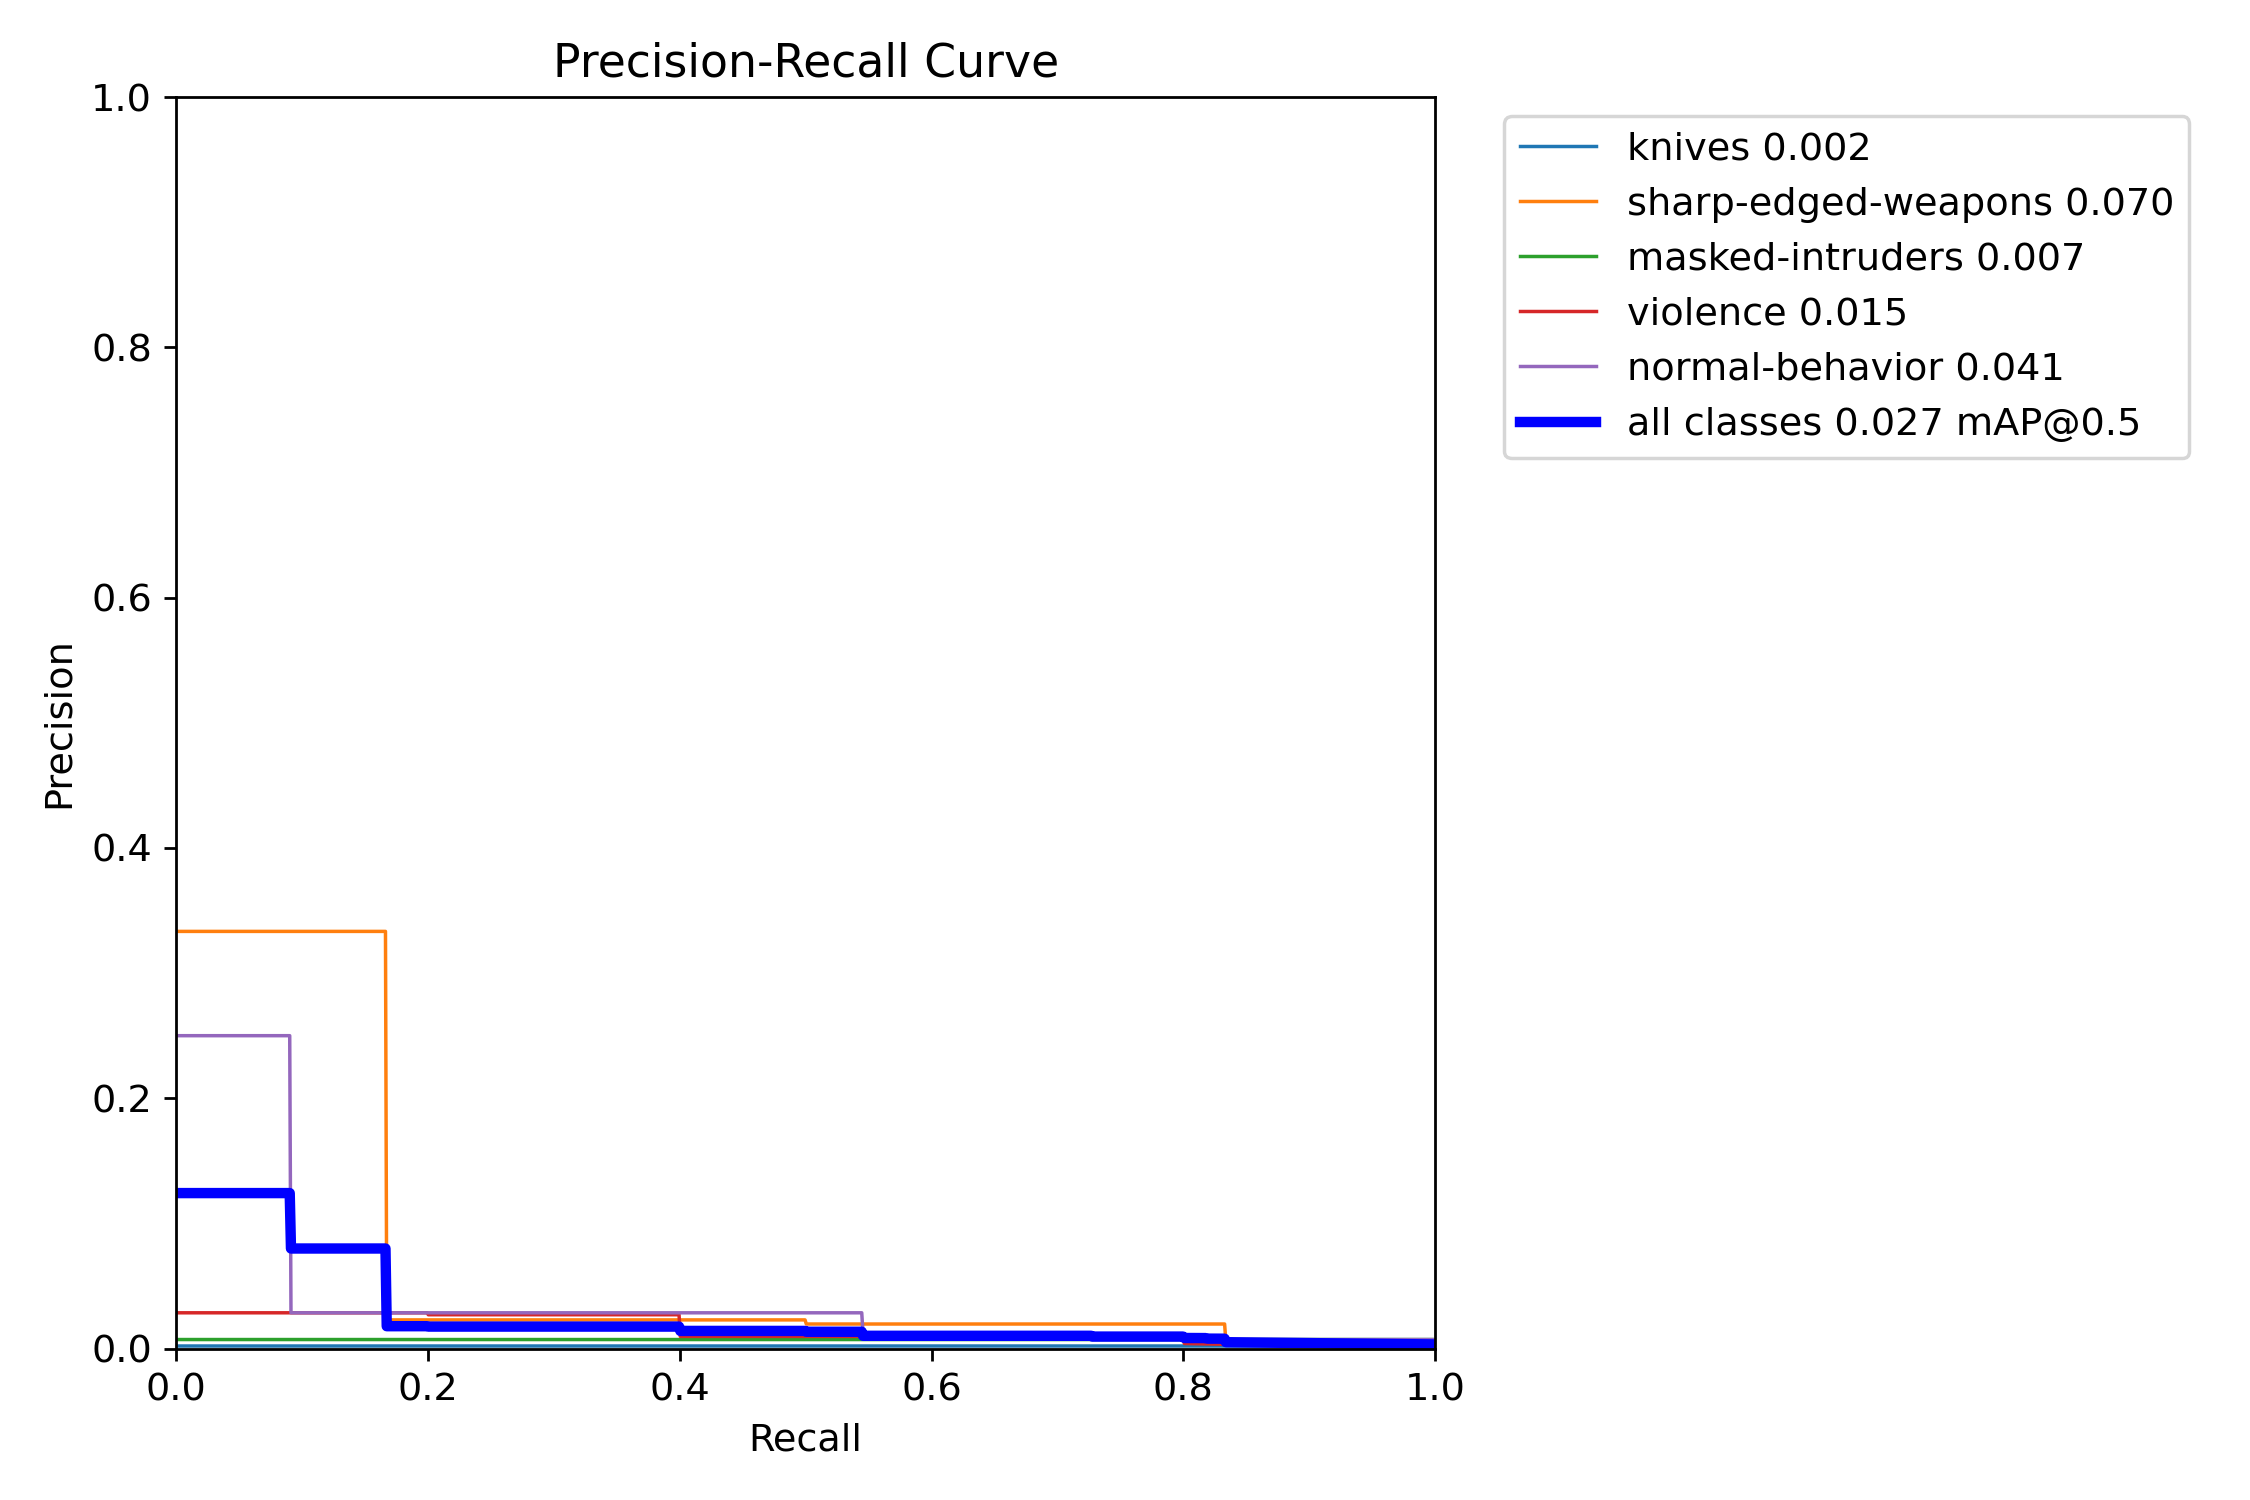 Precision-Recall Curve
1.0
0.8
0.6
0.4
0.2
0.0
Precision
0.0 0.2 0.4 0.6 0.8 1.0
Recall
knives 0.002
sharp-edged-weapons 0.070
masked-intruders 0.007
violence 0.015
normal-behavior 0.041
all classes 0.027 mAP@0.5